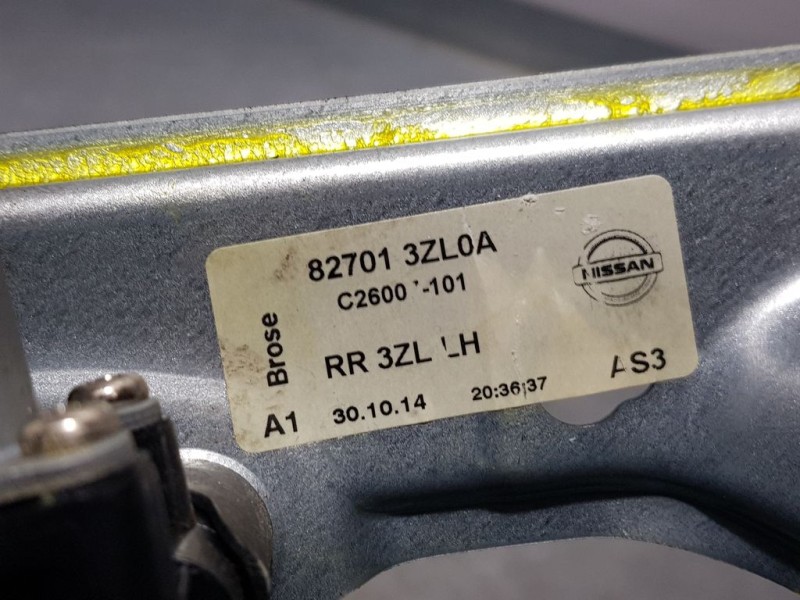 82701 3ZL0A
NISSAN
Brose
RR 3ZL LH
A1 30.10.14 20:36:37 AS3